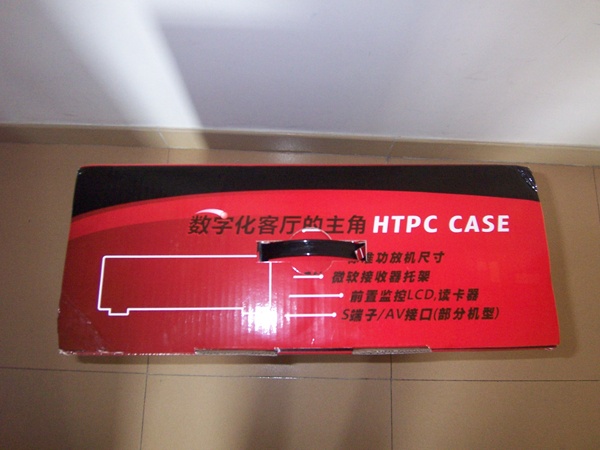 数字化客厅的主角 HTPC CASE
功放机尺寸
微软接收器托架
前置监控LCD,读卡器
S端子/AV接口(部分机型)